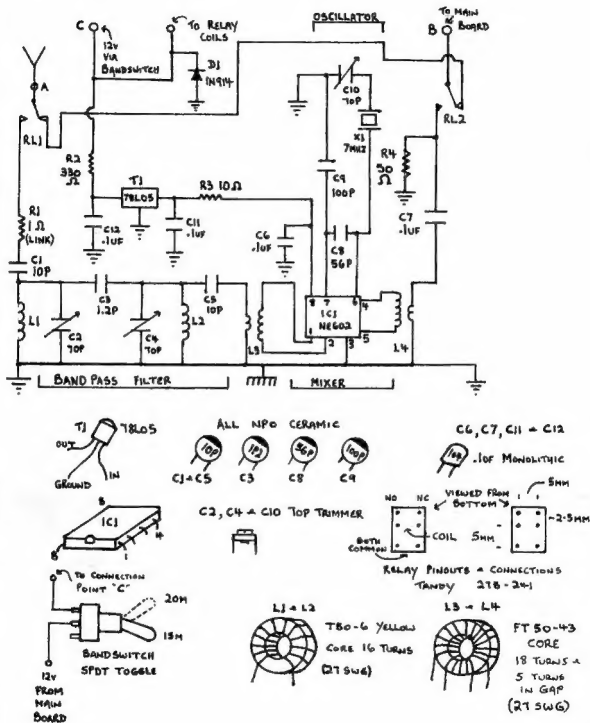 C
12V
VIA
BANDSWITCH
TO RELAY
COILS
D1
1N914
OSCILLATOR
TO MAIN
BOARD
B
A
RL1
C10
70P
X1
7MHZ
RL2
R2
330
Ω
T1
78L05
R3 10Ω
C9
100P
R4
50
Ω
R1
1Ω
(LINK)
C12
.1UF
C11
.1UF
C6
.1UF
C8
56P
C7
.1UF
C1
10P
C3
1.2P
C5
10P
8
7
6
4
IC1
NE602
1
2
3
5
L1
C2
70P
C4
70P
L2
L3
L4
BAND PASS FILTER
MIXER
T1
78L05
OUT
GROUND
IN
ALL NPO CERAMIC
10P
1P2
56P
100P
C1+C5
C3
C8
C9
C6, C7, C11 + C12
104
.1UF MONOLITHIC
IC1
8
5
1
4
C2, C4 + C10 TOP TRIMMER
NO
NC
VIEWED FROM
BOTTOM
5MM
2.5MM
COIL
5MM
BOTH
COMMON
RELAY PINOUTS + CONNECTIONS
TANDY 27B-241
TO CONNECTION
POINT "C"
20M
15M
BANDSWITCH
SPDT TOGGLE
12V
FROM
MAIN
BOARD
L1 + L2
T50-6 YELLOW
CORE 16 TURNS
(27 SWG)
L3 + L4
FT 50-43
CORE
18 TURNS +
5 TURNS
IN GAP
(27 SWG)